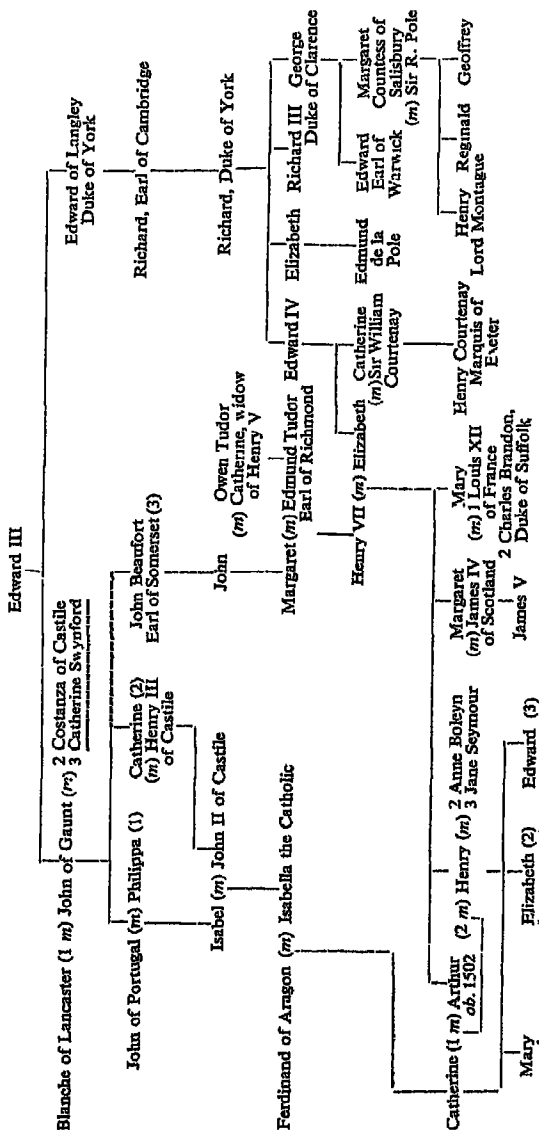 Edward III
Blanche of Lancaster (1 m) John of Gaunt (m) 2 Costanza of Castile
3 Catherine Swynford
Edward of Langley
Duke of York
John of Portugal (m) Philippa (1)
Catherine (2)
(m) Henry III
of Castile
John Beaufort
Earl of Somerset (3)
Richard, Earl of Cambridge
Isabel (m) John II of Castile
John
Owen Tudor
(m) Catherine, widow
of Henry V
Richard, Duke of York
Ferdinand of Aragon (m) Isabella the Catholic
Margaret (m) Edmund Tudor
Earl of Richmond
Edward IV
Elizabeth
Richard III
George
Duke of Clarence
Henry VII (m) Elizabeth
Catherine
(m) Sir William
Courtenay
Edmund
de la
Pole
Edward
Earl of
Warwick
Margaret
Countess of
Salisbury
(m) Sir R. Pole
Catherine (1 m) Arthur
ob. 1502
(2 m) Henry (m) 2 Anne Boleyn
3 Jane Seymour
Margaret
(m) James IV
of Scotland
Mary
(m) 1 Louis XII
of France
2 Charles Brandon,
Duke of Suffolk
Henry Courtenay
Marquis of
Exeter
Henry
Lord Montague
Reginald
Geoffrey
Mary
Elizabeth (2)
Edward (3)
James V